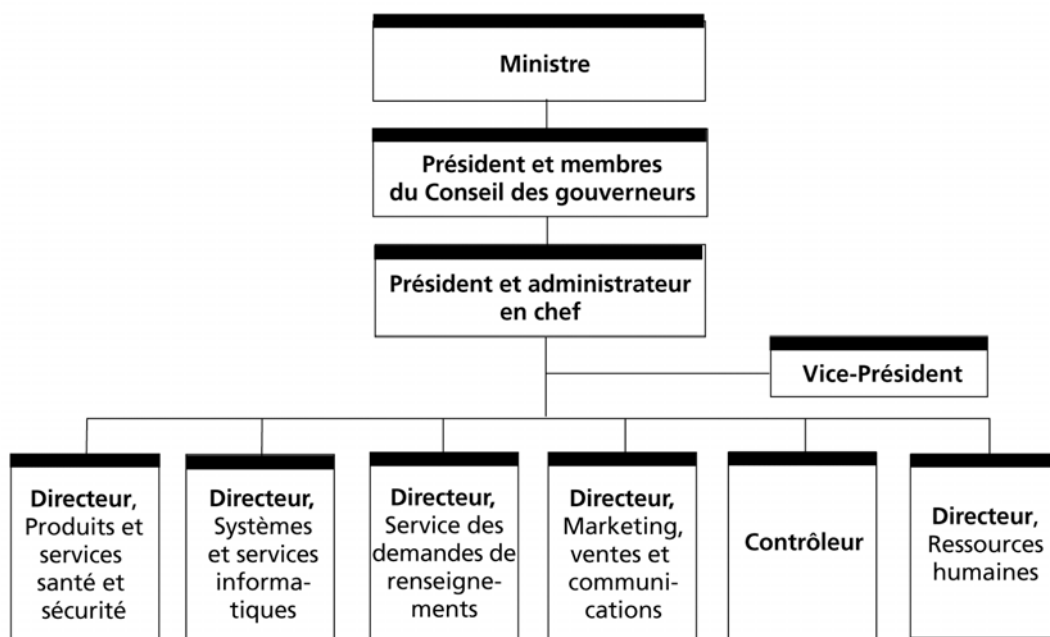 Ministre
Président et membres
du Conseil des gouverneurs
Président et administrateur
en chef
Vice-Président
Directeur,
Produits et
services
santé et
sécurité
Directeur,
Systèmes
et services
informa-
tiques
Directeur,
Service des
demandes de
renseigne-
ments
Directeur,
Marketing,
ventes et
communi-
cations
Contrôleur
Directeur,
Ressources
humaines